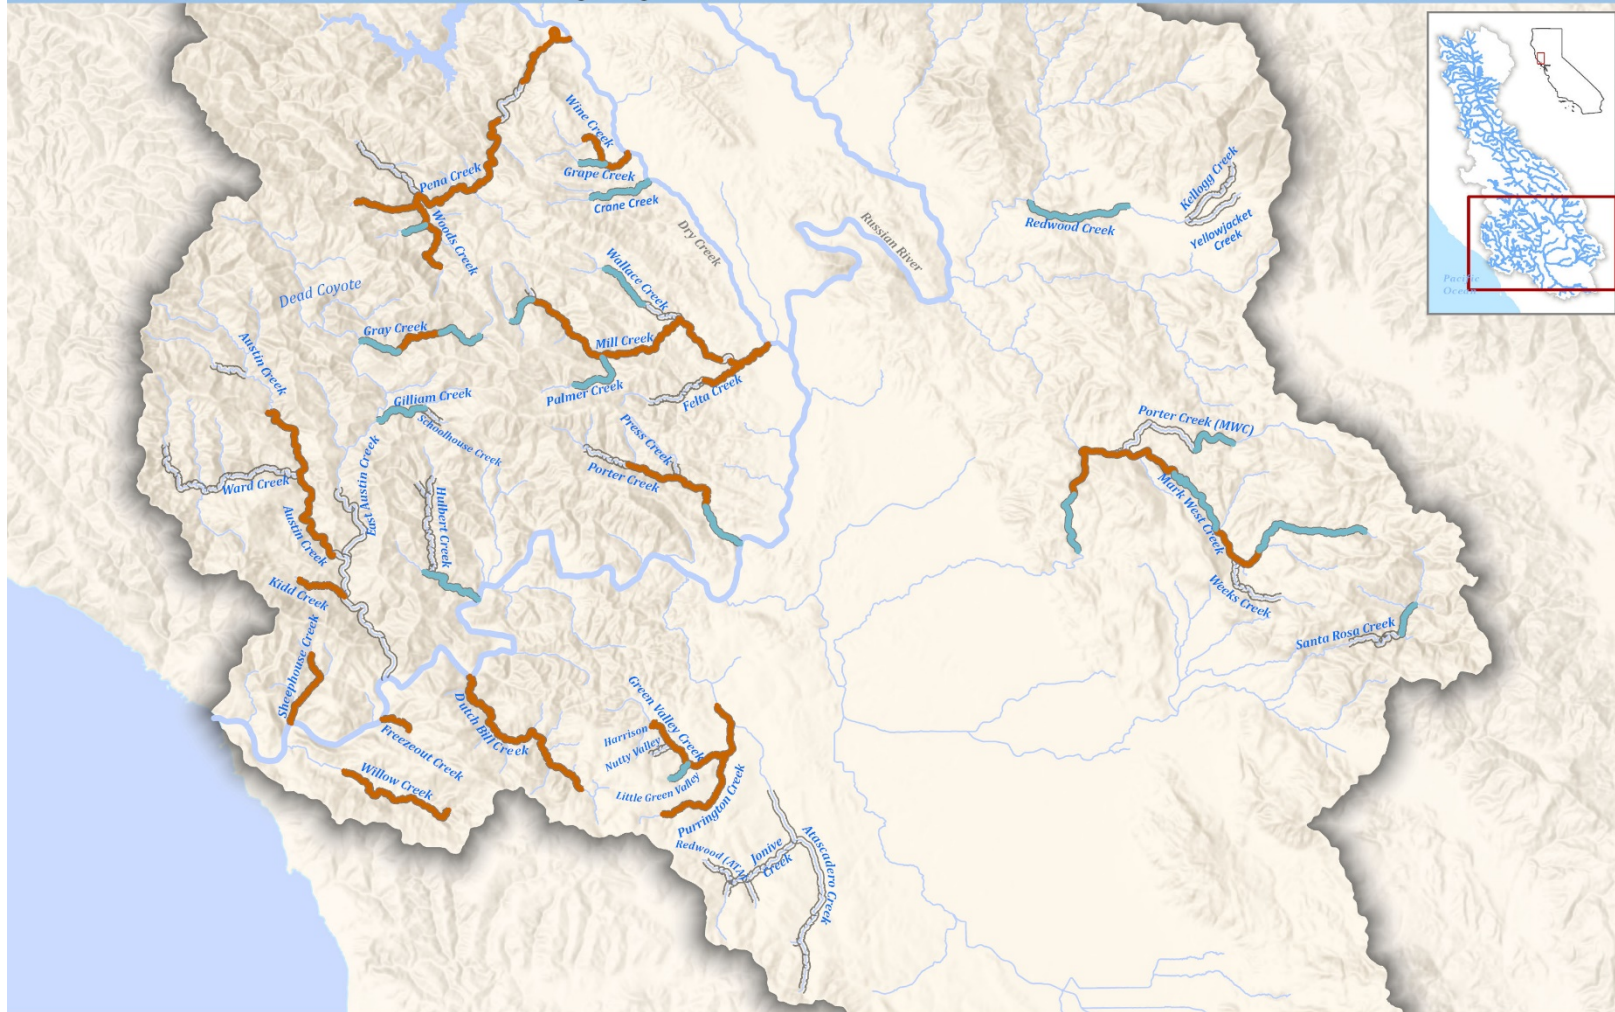 Wine Creek
Grape Creek
Crane Creek
Pena Creek
Woods Creek
Dry Creek
Russian River
Kellogg Creek
Yellowjacket
Creek
Redwood Creek
Pacific
Ocean
Dead Coyote
Wallace Creek
Gray Creek
Mill Creek
Austin Creek
Palmer Creek
Felta Creek
Gilliam Creek
Schoolhouse Creek
Press Creek
Porter Creek
Porter Creek (MWC)
Ward Creek
East Austin Creek
Hulbert Creek
Austin Creek
Mark West Creek
Kidd Creek
Weeks Creek
Santa Rosa Creek
Sheephouse Creek
Dutch Bill Creek
Freezeout Creek
Willow Creek
Green Valley Creek
Harrison
Nutty Valley
Little Green Valley
Purrington Creek
Redwood (ATA)
Jonive
Creek
Atascadero Creek